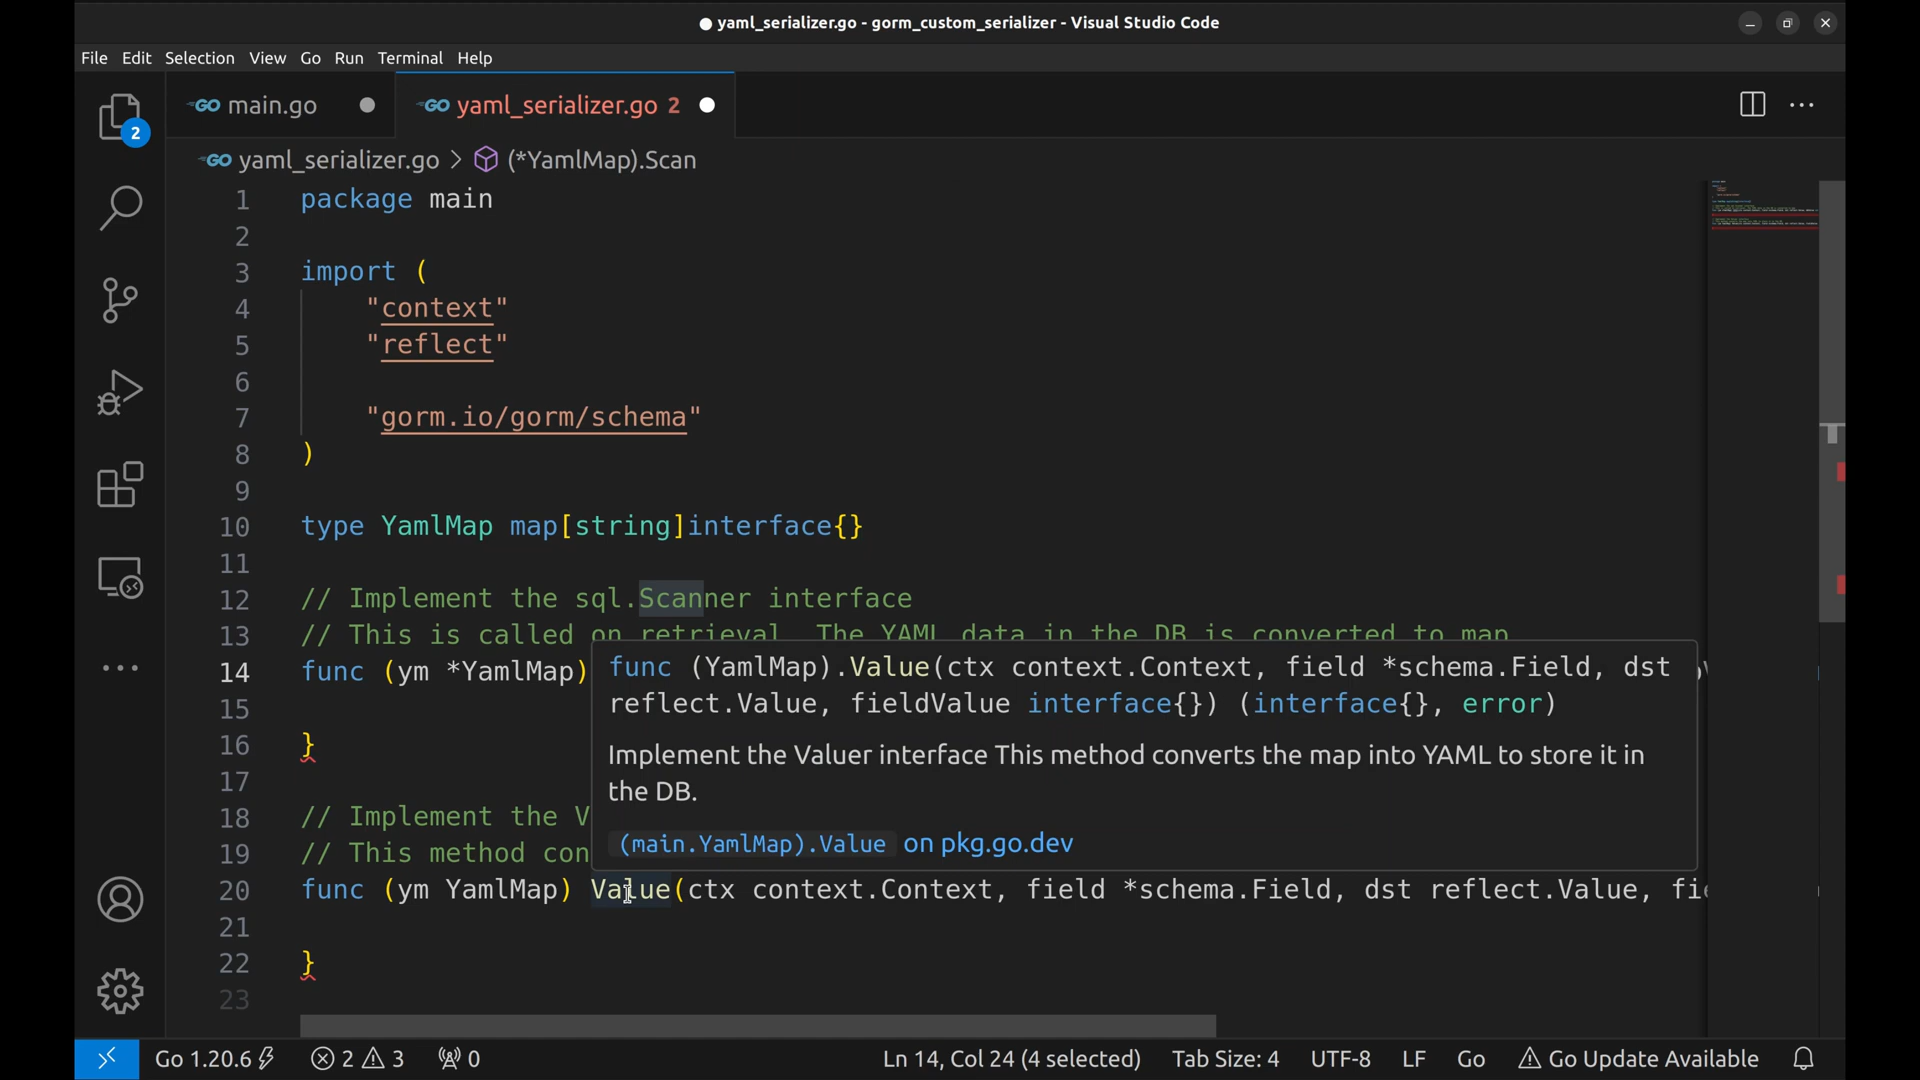 yaml_serializer.go - gorm_custom_serializer - Visual Studio Code
File Edit Selection View Go Run Terminal Help
GO main.go
GO yaml_serializer.go 2
2
GO yaml_serializer.go > (*YamlMap).Scan
1 package main
2
3 import (
4 "context"
5 "reflect"
6
7 "gorm.io/gorm/schema"
8 )
9
10 type YamlMap map[string]interface{}
11
12 // Implement the sql.Scanner interface
13 // This is called on retrieval. The YAML data in the DB is converted to map
14 func (ym *YamlMap)
func (YamlMap).Value(ctx context.Context, field *schema.Field, dst
reflect.Value, fieldValue interface{}) (interface{}, error)
Implement the Valuer interface This method converts the map into YAML to store it in
the DB.
(main.YamlMap).Value on pkg.go.dev
15
16 }
17
18 // Implement the V
19 // This method con
20 func (ym YamlMap) Value(ctx context.Context, field *schema.Field, dst reflect.Value, fie
21
22 }
23
Go 1.20.6 2 3 0 Ln 14, Col 24 (4 selected) Tab Size: 4 UTF-8 LF Go Go Update Available